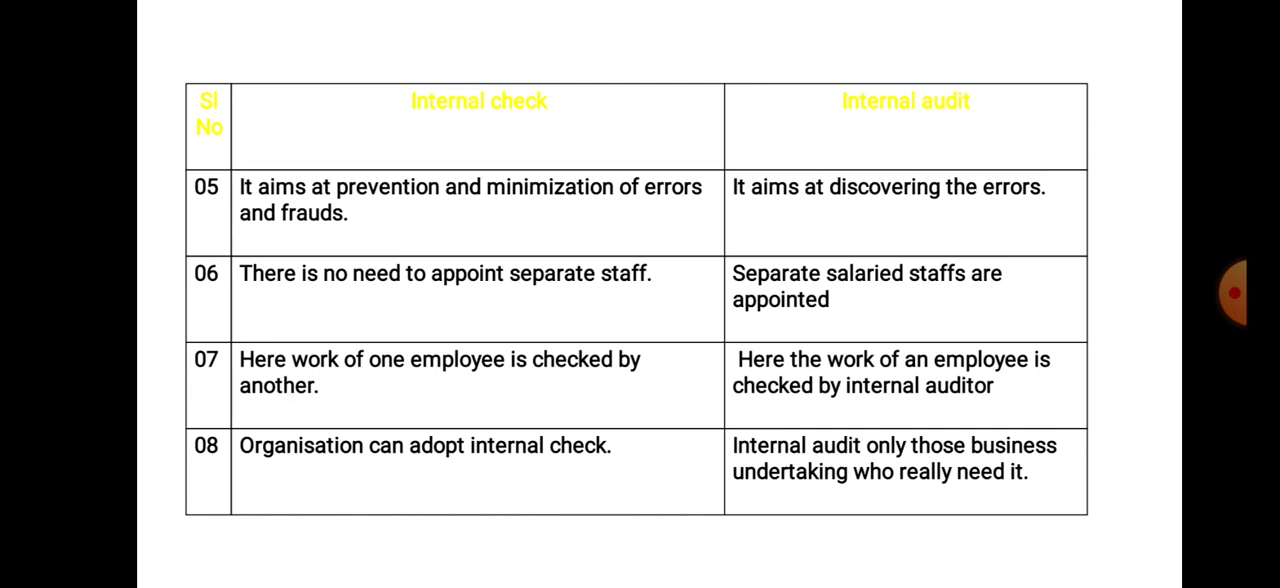 Sl
No
Internal check
Internal audit
05
It aims at prevention and minimization of errors
and frauds.
It aims at discovering the errors.
06
There is no need to appoint separate staff.
Separate salaried staffs are
appointed
07
Here work of one employee is checked by
another.
Here the work of an employee is
checked by internal auditor
08
Organisation can adopt internal check.
Internal audit only those business
undertaking who really need it.